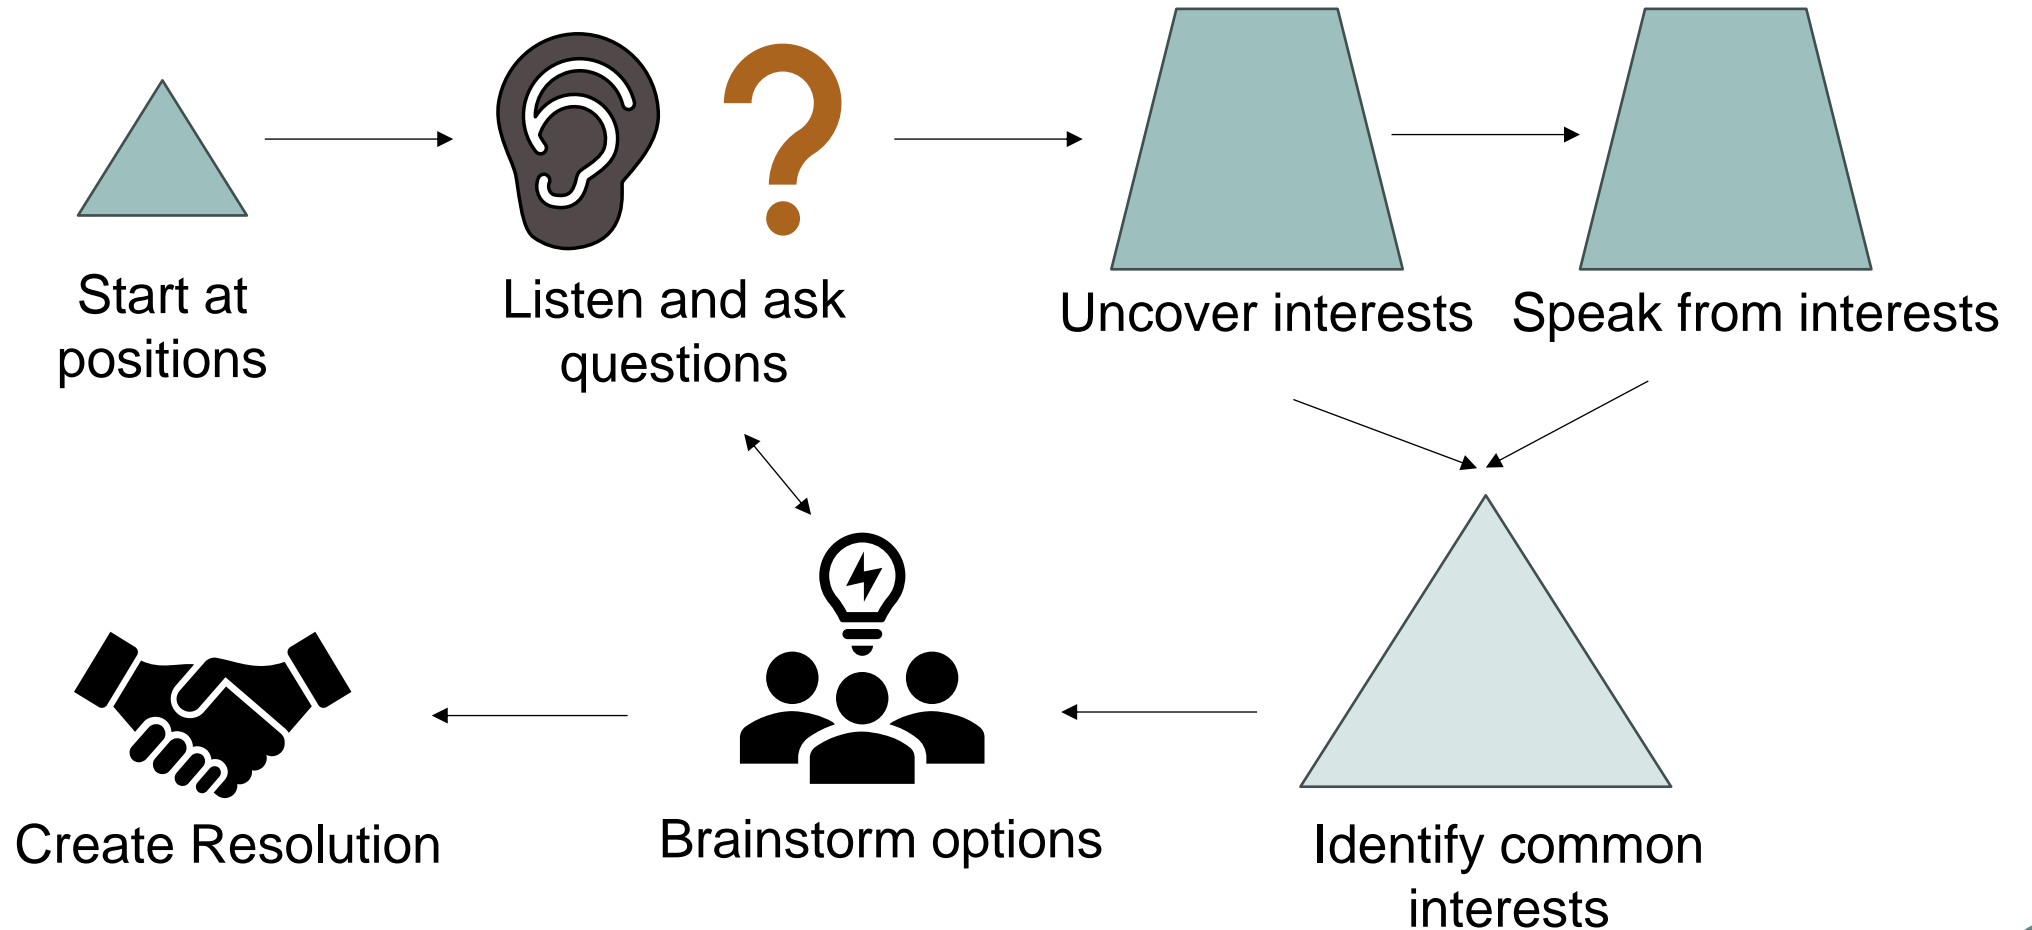 Start at
positions
Listen and ask
questions
Uncover interests
Speak from interests
Create Resolution
Brainstorm options
Identify common
interests